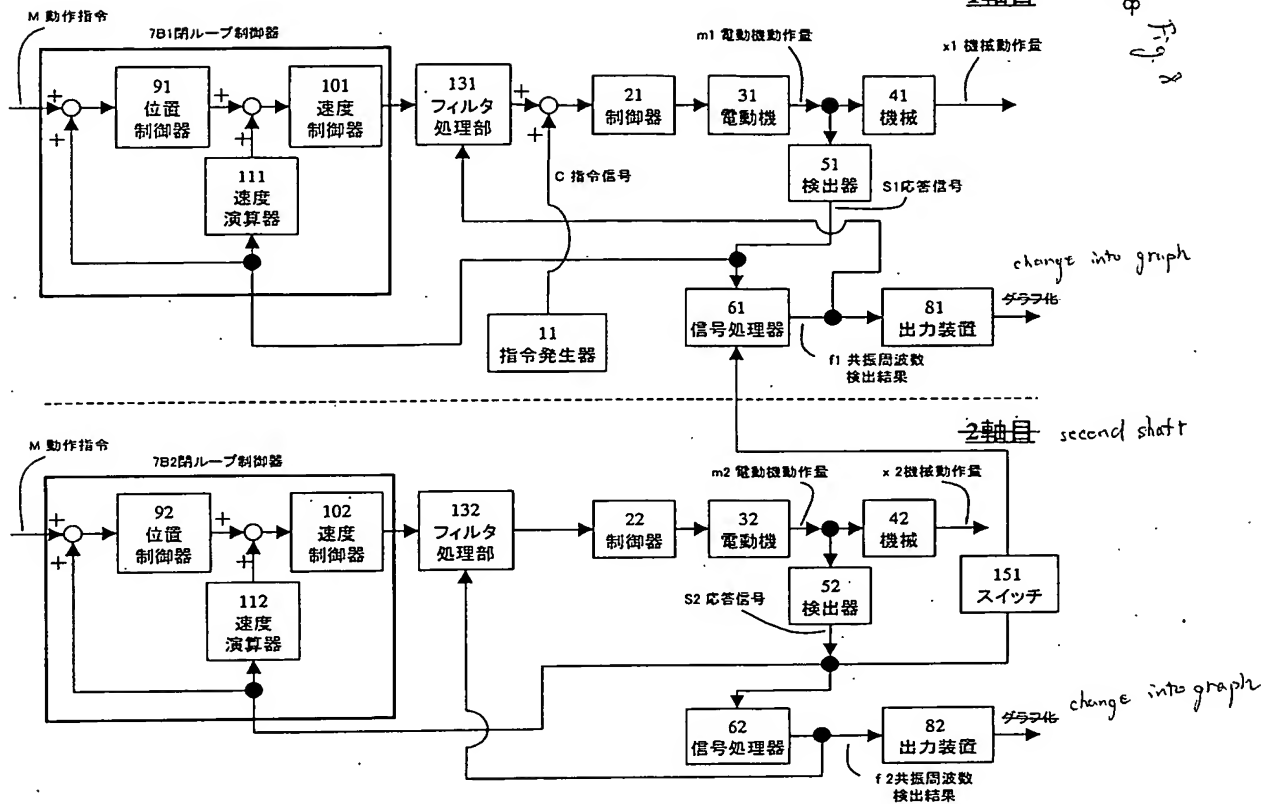 1軸目
Fig. 8
M 動作指令
7B1閉ループ制御器
m1 電動機動作量
x1 機械動作量
+
91
位置
制御器
+
101
速度
制御器
131
フィルタ
処理部
+
21
制御器
31
電動機
41
機械
+
+
+
111
速度
演算器
C 指令信号
51
検出器
S1応答信号
change into graph
グラフ化
61
信号処理器
81
出力装置
11
指令発生器
f1 共振周波数
検出結果
2軸目 second shaft
M 動作指令
7B2閉ループ制御器
m2 電動機動作量
x 2機械動作量
+
92
位置
制御器
+
102
速度
制御器
132
フィルタ
処理部
22
制御器
32
電動機
42
機械
+
+
112
速度
演算器
S2 応答信号
52
検出器
151
スイッチ
change into graph
グラフ化
62
信号処理器
82
出力装置
f 2共振周波数
検出結果